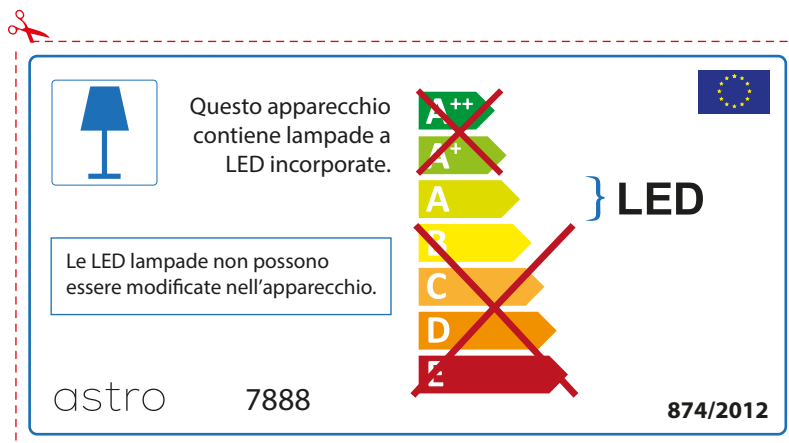 Questo apparecchio
contiene lampade a
LED incorporate.
A++
A+
A
B
C
D
E
LED
Le LED lampade non possono
essere modificate nell'apparecchio.
astro
7888
874/2012